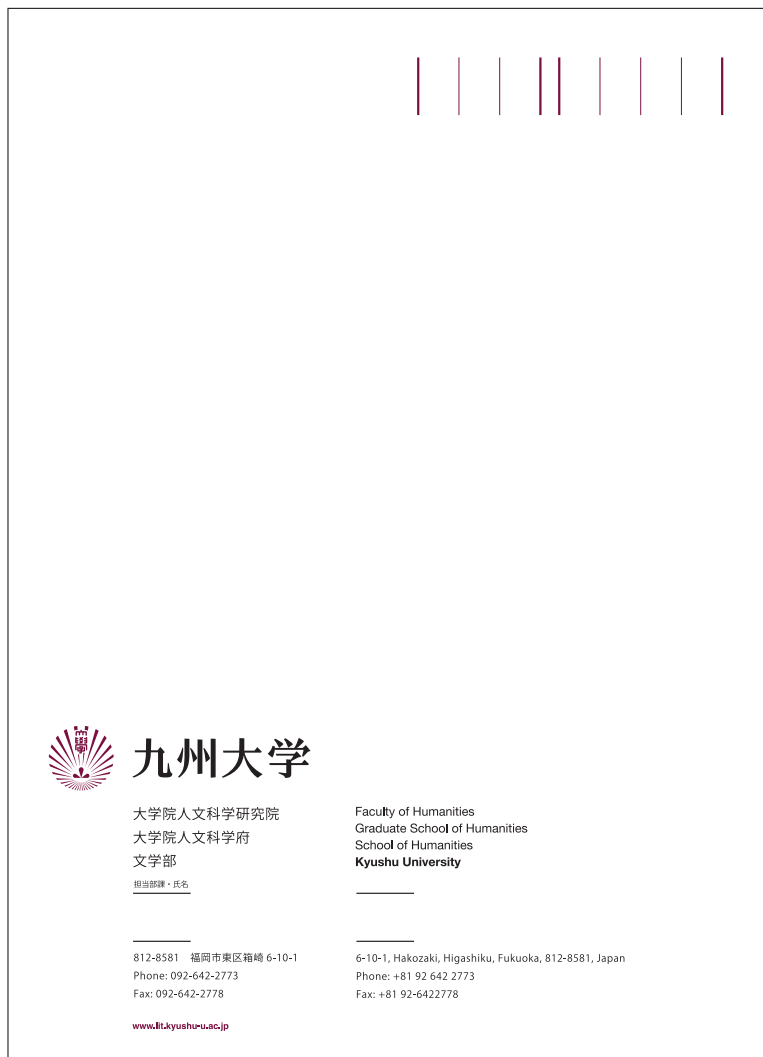 九州大学
大学院人文科学研究院
大学院人文科学府
文学部
担当部課・氏名
Faculty of Humanities
Graduate School of Humanities
School of Humanities
Kyushu University
812-8581　福岡市東区箱崎 6-10-1
Phone: 092-642-2773
Fax: 092-642-2778
www.lit.kyushu-u.ac.jp
6-10-1, Hakozaki, Higashiku, Fukuoka, 812-8581, Japan
Phone: +81 92 642 2773
Fax: +81 92-6422778